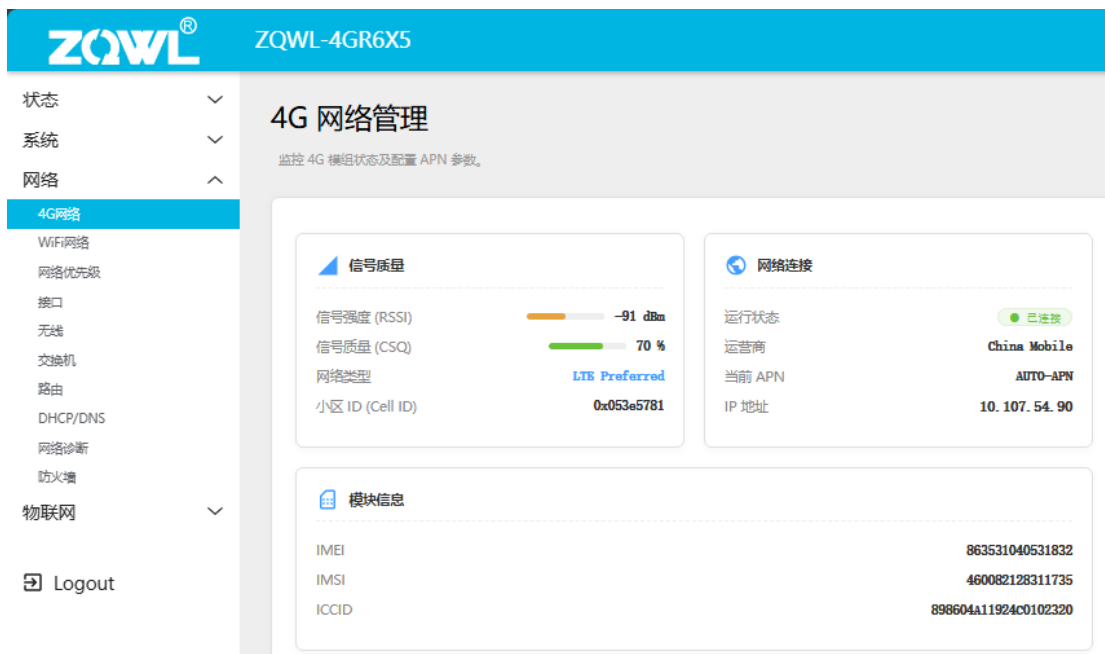 ZQWL®
ZQWL-4GR6X5
状态
系统
网络
4G网络
WiFi网络
网络优先级
接口
无线
交换机
路由
DHCP/DNS
网络诊断
防火墙
物联网
Logout
4G 网络管理
监控 4G 模组状态及配置 APN 参数。
信号质量
信号强度 (RSSI) -91 dBm
信号质量 (CSQ) 70 %
网络类型 LTE Preferred
小区 ID (Cell ID) 0x053e5781
网络连接
运行状态 已连接
运营商 China Mobile
当前 APN AUTO-APN
IP 地址 10.107.54.90
模块信息
IMEI 863531040531832
IMSI 460082128311735
ICCID 898604A11924C0102320